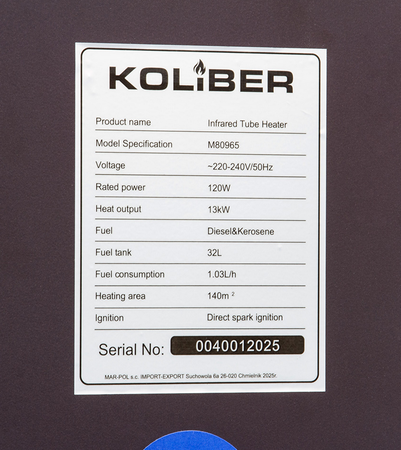 KOLiBER
Product name Infrared Tube Heater
Model Specification M80965
Voltage ~220-240V/50Hz
Rated power 120W
Heat output 13kW
Fuel Diesel&Kerosene
Fuel tank 32L
Fuel consumption 1.03L/h
Heating area 140m ²
Ignition Direct spark ignition
Serial No: 0040012025
MAR-POL s.c. IMPORT-EXPORT Suchowola 6a 26-020 Chmielnik 2025r.